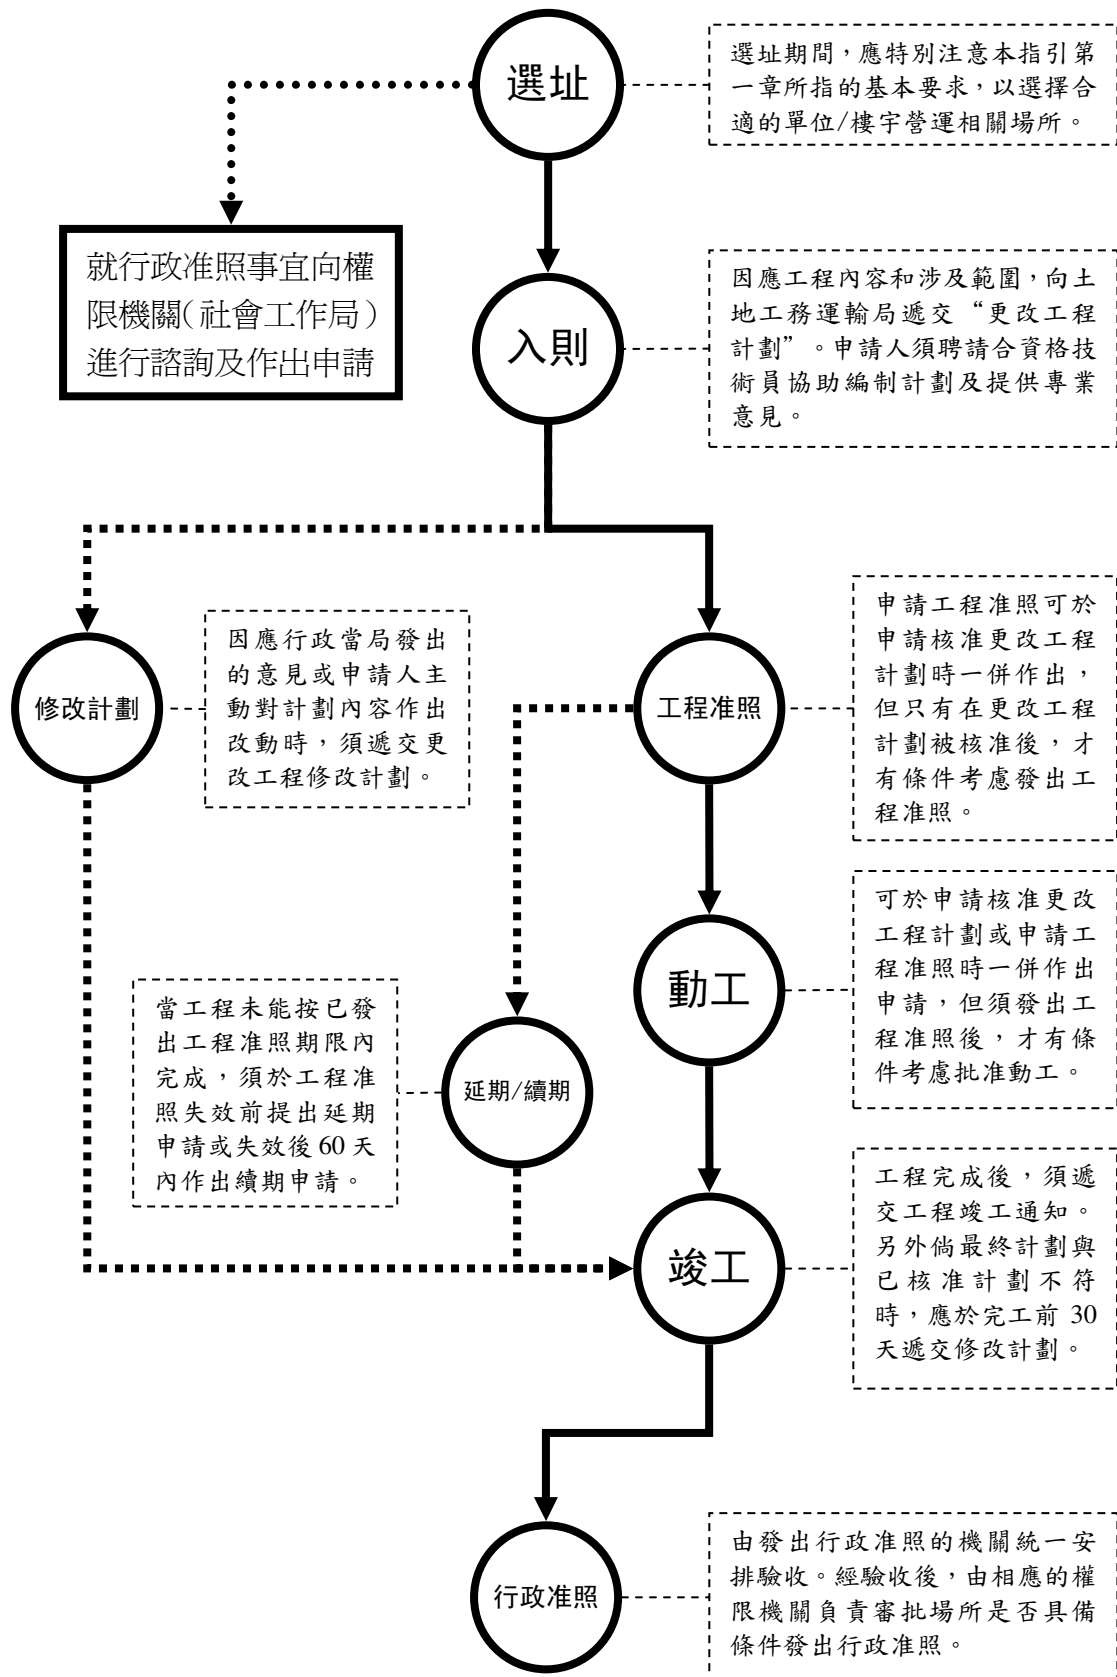 選址
選址期間，應特別注意本指引第
一章所指的基本要求，以選擇合
適的單位/樓宇營運相關場所。
就行政准照事宜向權
限機關(社會工作局)
進行諮詢及作出申請
入則
因應工程內容和涉及範圍，向土
地工務運輸局遞交“更改工程
計劃”。申請人須聘請合資格技
術員協助編制計劃及提供專業
意見。
修改計劃
因應行政當局發出
的意見或申請人主
動對計劃內容作出
改動時，須遞交更
改工程修改計劃。
工程准照
申請工程准照可於
申請核准更改工程
計劃時一併作出，
但只有在更改工程
計劃被核准後，才
有條件考慮發出工
程准照。
動工
可於申請核准更改
工程計劃或申請工
程准照時一併作出
申請，但須發出工
程准照後，才有條
件考慮批准動工。
當工程未能按已發
出工程准照期限內
完成，須於工程准
照失效前提出延期
申請或失效後 60 天
內作出續期申請。
延期/續期
竣工
工程完成後，須遞
交工程竣工通知。
另外倘最終計劃與
已核准計劃不符
時，應於完工前 30
天遞交修改計劃。
行政准照
由發出行政准照的機關統一安
排驗收。經驗收後，由相應的權
限機關負責審批場所是否具備
條件發出行政准照。